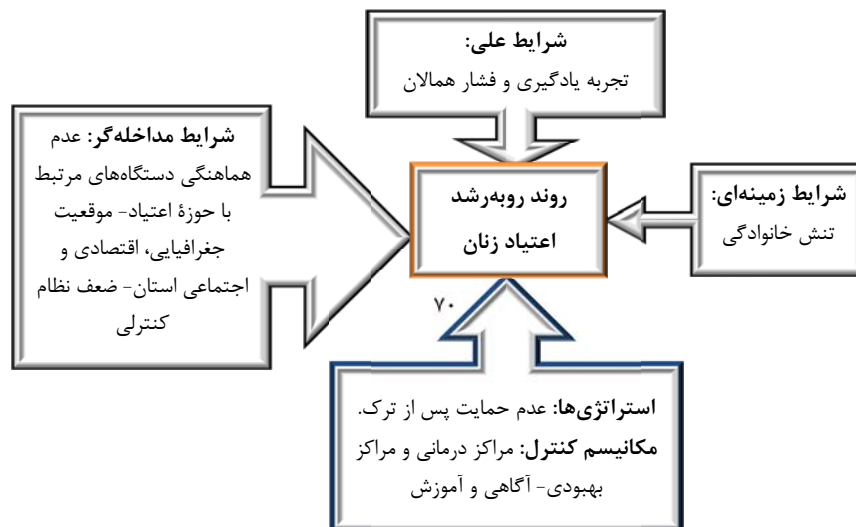 شرایط علی:
تجربه یادگیری و فشار همالان
شرایط مداخله‌گر: عدم
هماهنگی دستگاه‌های مرتبط
با حوزهٔ اعتیاد- موقعیت
جغرافیایی، اقتصادی و
اجتماعی استان- ضعف نظام
کنترلی
روند روبه‌رشد
اعتیاد زنان
شرایط زمینه‌ای:
تنش خانوادگی
۷۰
استراتژی‌ها: عدم حمایت پس از ترک.
مکانیسم کنترل: مراکز درمانی و مراکز
بهبودی- آگاهی و آموزش